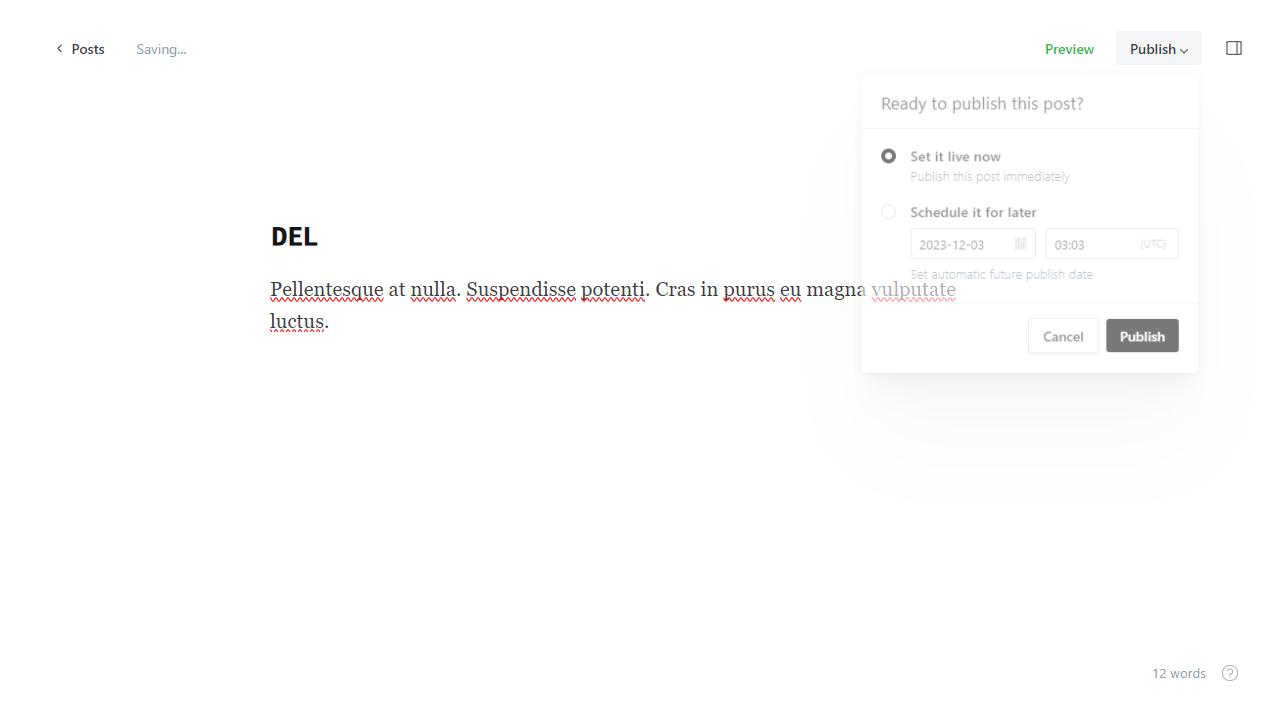 Posts
Saving...
Preview
Publish
Ready to publish this post?
Set it live now
Publish this post immediately
Schedule it for later
2023-12-03
03:03
(UTC)
Set automatic future publish date
Cancel
Publish
DEL
Pellentesque at nulla. Suspendisse potenti. Cras in purus eu magna vulputate
luctus.
12 words
?